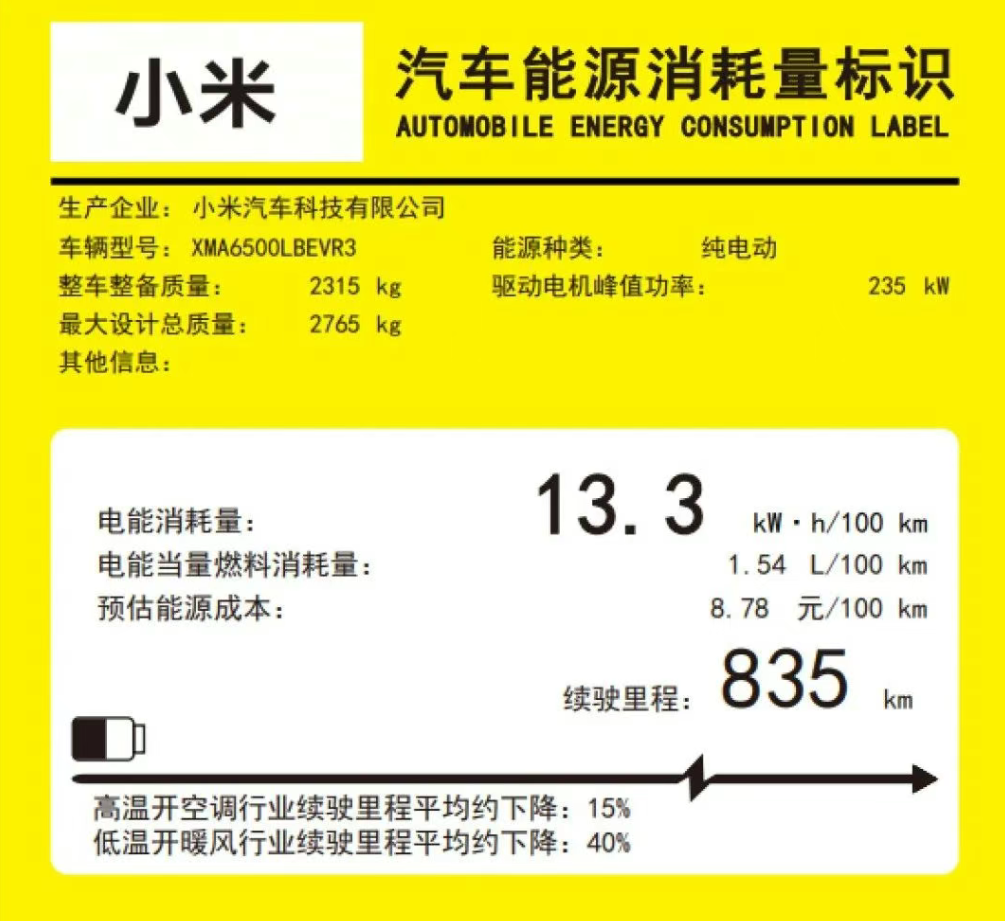 小米
汽车能源消耗量标识
AUTOMOBILE ENERGY CONSUMPTION LABEL
生产企业: 小米汽车科技有限公司
车辆型号: XMA6500LBEVR3 能源种类: 纯电动
整车整备质量: 2315 kg 驱动电机峰值功率: 235 kW
最大设计总质量: 2765 kg
其他信息:
电能消耗量: 13.3 kW·h/100 km
电能当量燃料消耗量: 1.54 L/100 km
预估能源成本: 8.78 元/100 km
续驶里程: 835 km
高温开空调行业续驶里程平均约下降: 15%
低温开暖风行业续驶里程平均约下降: 40%